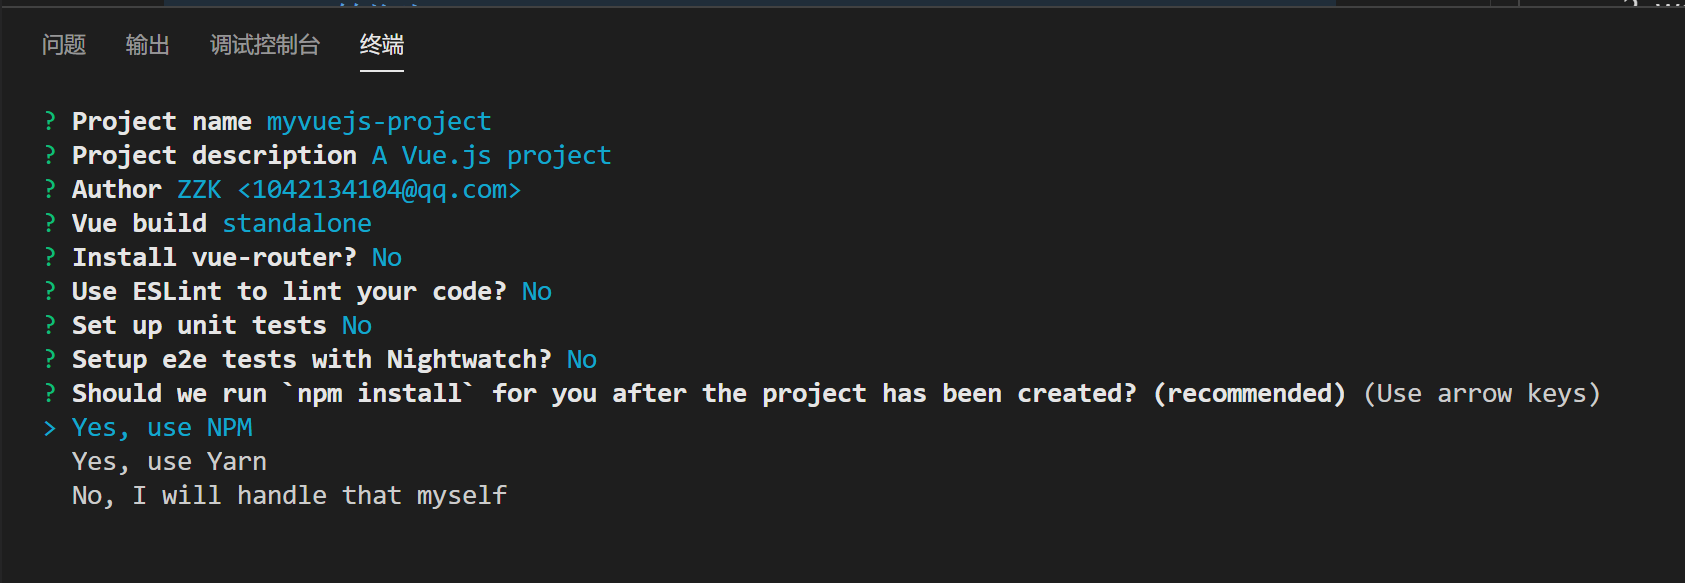 问题 输出 调试控制台 终端
? Project name myvuejs-project
? Project description A Vue.js project
? Author ZZK <1042134104@qq.com>
? Vue build standalone
? Install vue-router? No
? Use ESLint to lint your code? No
? Set up unit tests No
? Setup e2e tests with Nightwatch? No
? Should we run `npm install` for you after the project has been created? (recommended) (Use arrow keys)
> Yes, use NPM
Yes, use Yarn
No, I will handle that myself